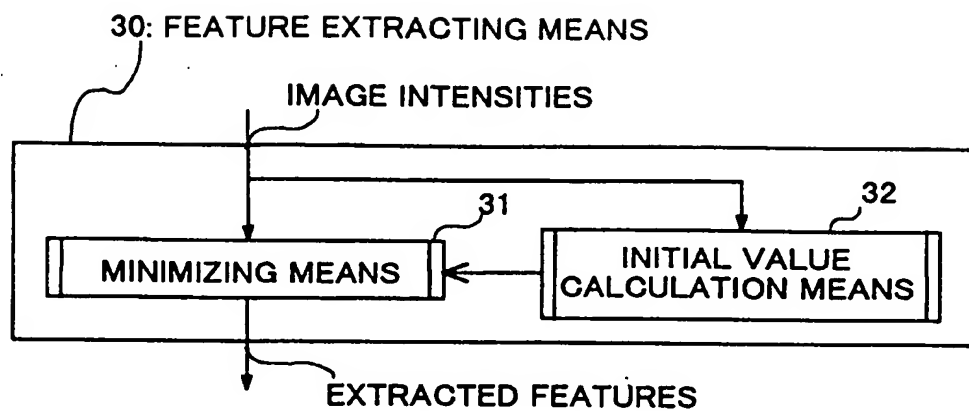 30: FEATURE EXTRACTING MEANS
IMAGE INTENSITIES
31
32
MINIMIZING MEANS
INITIAL VALUE
CALCULATION MEANS
EXTRACTED FEATURES